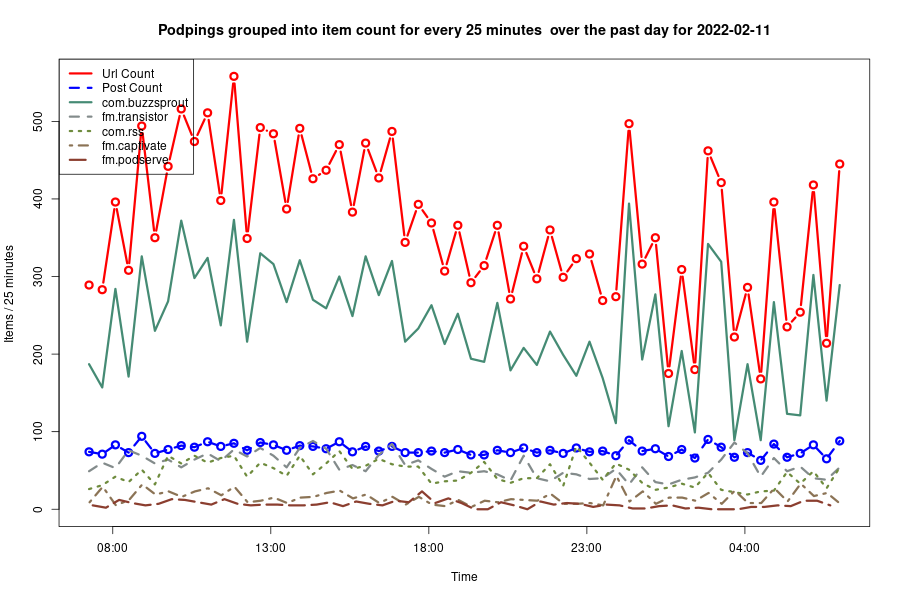 Podpings grouped into item count for every 25 minutes  over the past day for 2022-02-11
Url Count
Post Count
com.buzzsprout
fm.transistor
com.rss
fm.captivate
fm.podserve
Items / 25 minutes
500
400
300
200
100
0
08:00 13:00 18:00 23:00 04:00
Time